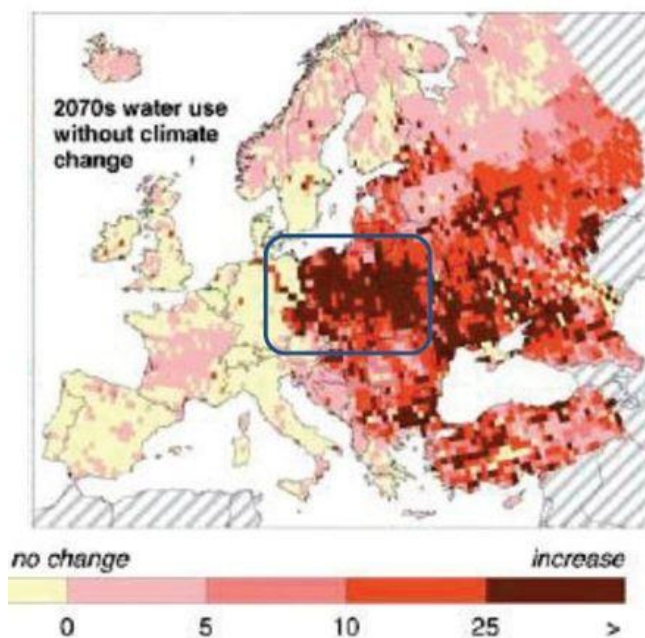 2070s water use
without climate
change
no change increase
0 5 10 25 >